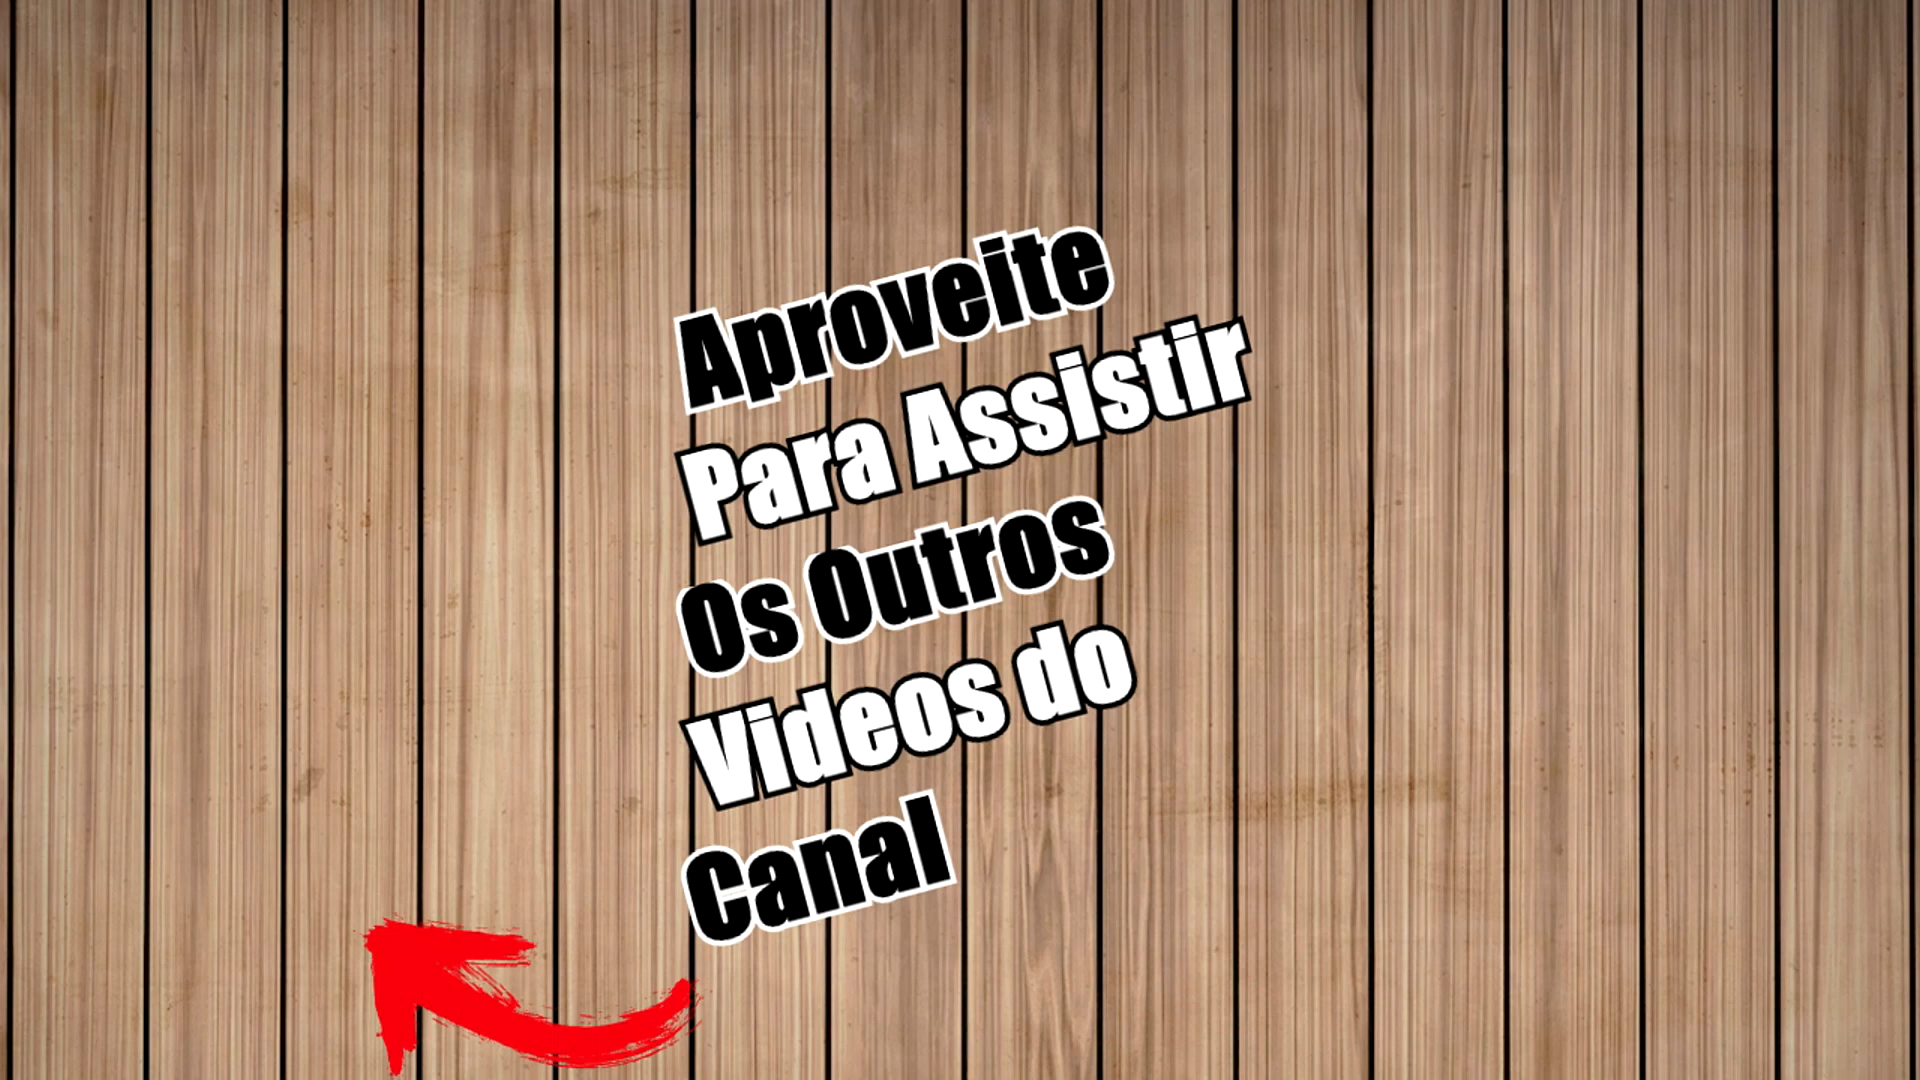 Aproveite
Para Assistir
Os Outros
Videos do
Canal